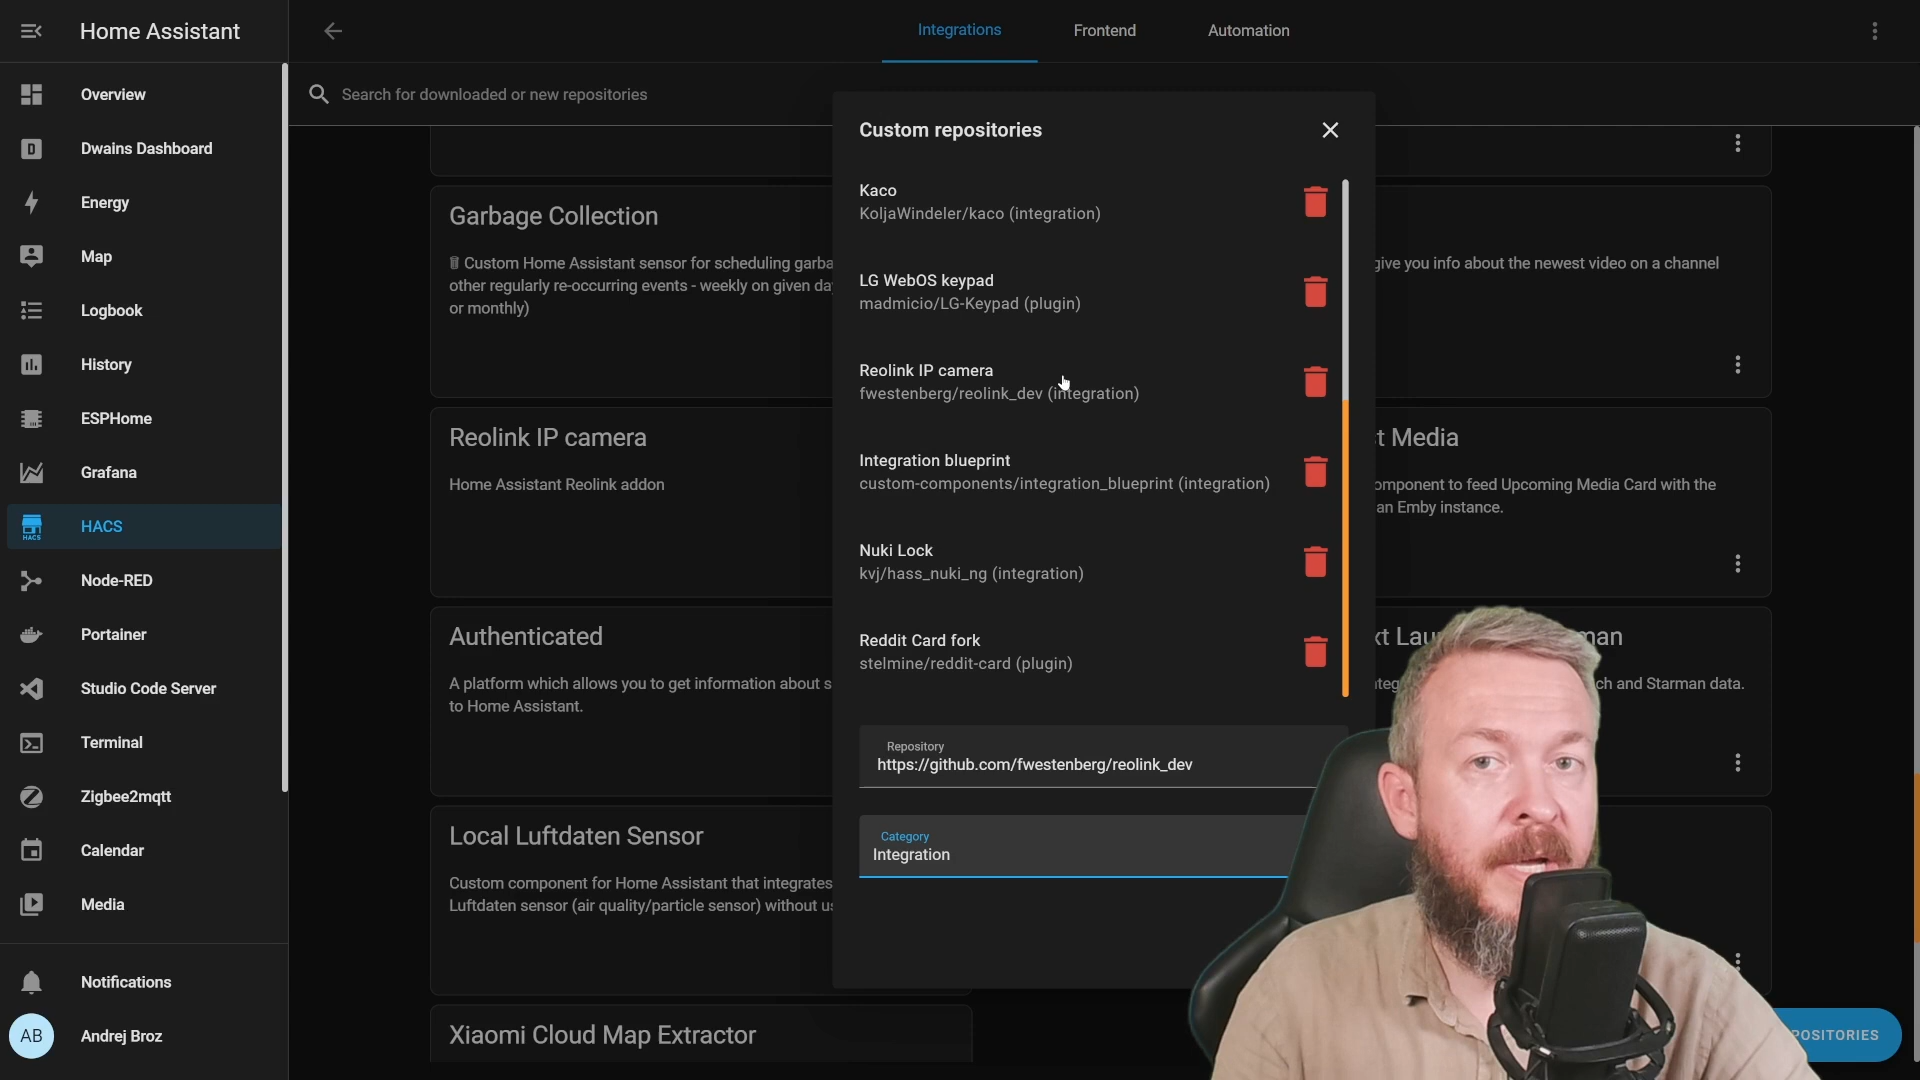 Home Assistant
Overview
Dwains Dashboard
Energy
Map
Logbook
History
ESPHome
Grafana
HACS
HACS
Node-RED
Portainer
Studio Code Server
Terminal
Zigbee2mqtt
Calendar
Media
Notifications
AB
Andrej Broz
Integrations
Frontend
Automation
Search for downloaded or new repositories
Garbage Collection
Custom Home Assistant sensor for scheduling garba
other regularly re-occurring events - weekly on given da
or monthly)
give you info about the newest video on a channel
Reolink IP camera
Home Assistant Reolink addon
t Media
omponent to feed Upcoming Media Card with the
an Emby instance.
Authenticated
A platform which allows you to get information about s
to Home Assistant.
xt Lau
man
integ
ch and Starman data.
Local Luftdaten Sensor
Custom component for Home Assistant that integrates
Luftdaten sensor (air quality/particle sensor) without us
Xiaomi Cloud Map Extractor
POSITORIES
Custom repositories
Kaco
KoljaWindeler/kaco (integration)
LG WebOS keypad
madmicio/LG-Keypad (plugin)
Reolink IP camera
fwestenberg/reolink_dev (integration)
Integration blueprint
custom-components/integration_blueprint (integration)
Nuki Lock
kvj/hass_nuki_ng (integration)
Reddit Card fork
stelmine/reddit-card (plugin)
Repository
https://github.com/fwestenberg/reolink_dev
Category
Integration